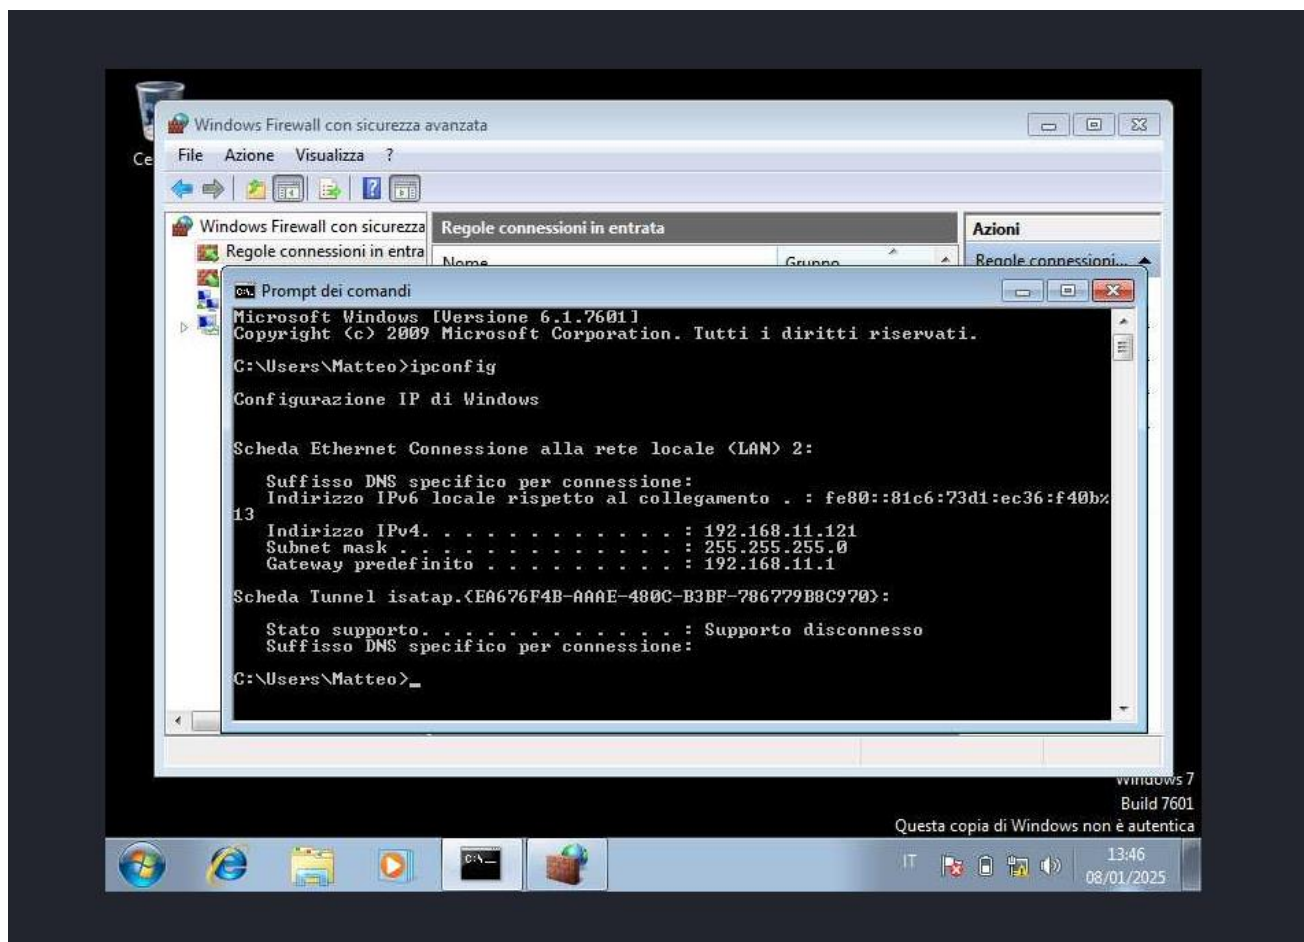 Ce
Windows Firewall con sicurezza avanzata
File Azione Visualizza ?
Windows Firewall con sicurezza
Regole connessioni in entra
Regole connessioni in entrata
Nome Gruppo
Azioni
Regole connessioni...
Prompt dei comandi
Microsoft Windows [Versione 6.1.7601]
Copyright (c) 2009 Microsoft Corporation. Tutti i diritti riservati.
C:\Users\Matteo>ipconfig
Configurazione IP di Windows
Scheda Ethernet Connessione alla rete locale (LAN) 2:
Suffisso DNS specifico per connessione:
Indirizzo IPv6 locale rispetto al collegamento . : fe80::81c6:73d1:ec36:f40b%
13
Indirizzo IPv4. . . . . . . . . . . . : 192.168.11.121
Subnet mask . . . . . . . . . . . . . : 255.255.255.0
Gateway predefinito . . . . . . . . . : 192.168.11.1
Scheda Tunnel isatap.{EA676F4B-AAAE-480C-B3BF-786779B8C970}:
Stato supporto. . . . . . . . . . . . : Supporto disconnesso
Suffisso DNS specifico per connessione:
C:\Users\Matteo>_
Windows 7
Build 7601
Questa copia di Windows non è autentica
IT
13:46
08/01/2025